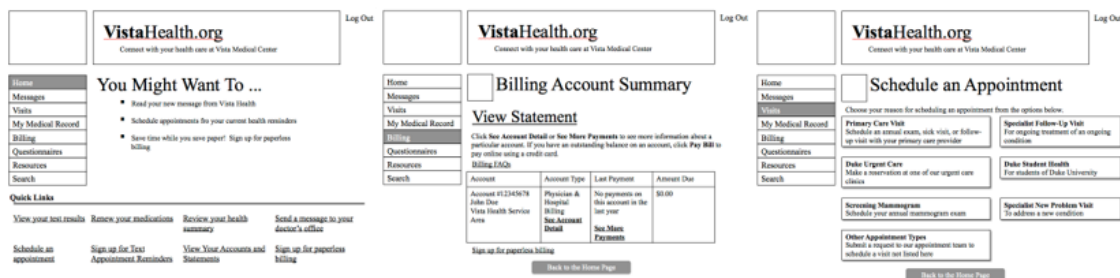 Log Out
VistaHealth.org
Connect with your health care at Vista Medical Center
Home
Messages
Visits
My Medical Record
Billing
Questionnaires
Resources
Search
You Might Want To ...
Read your new message from Vista Health
Schedule appointments for your current health reminders
Save time while you save paper! Sign up for paperless
billing
Quick Links
View your test results
Renew your medications
Review your health
summary
Send a message to your
doctor's office
Schedule an
appointment
Sign up for Text
Appointment Reminders
View Your Accounts and
Statements
Sign up for paperless
billing
Log Out
VistaHealth.org
Connect with your health care at Vista Medical Center
Home
Messages
Visits
My Medical Record
Billing
Questionnaires
Resources
Search
Billing Account Summary
View Statement
Click See Account Detail or See More Payments to see more information about a
particular account. If you have an outstanding balance on an account, click Pay Bill to
pay online using a credit card.
Billing FAQs
Account
Account Type
Last Payment
Amount Due
Account #12345678
John Doe
Vista Health Service
Area
Physician &
Hospital
Billing
See Account
Detail
No payments on
this account in the
last year
See More
Payments
$0.00
Sign up for paperless billing
Back to the Home Page
Log Out
VistaHealth.org
Connect with your health care at Vista Medical Center
Home
Messages
Visits
My Medical Record
Billing
Questionnaires
Resources
Search
Schedule an Appointment
Choose your reason for scheduling an appointment from the options below.
Primary Care Visit
Schedule an annual exam, sick visit, or follow-
up visit with your primary care provider
Specialist Follow-Up Visit
For ongoing treatment of an ongoing
condition
Duke Urgent Care
Make a reservation at one of our urgent care
clinics
Duke Student Health
For students of Duke University
Screening Mammogram
Schedule your annual mammogram exam
Specialist New Problem Visit
To address a new condition
Other Appointment Types
Submit a request to our appointment team to
schedule a visit not listed here
Back to the Home Page